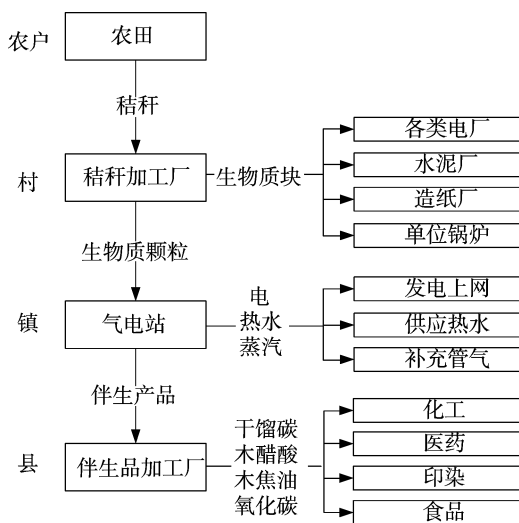 农户
农田
秸秆
村
秸秆加工厂
生物质块
各类电厂
水泥厂
造纸厂
单位锅炉
生物质颗粒
镇
气电站
电
热水
蒸汽
发电上网
供应热水
补充管气
伴生产品
县
伴生品加工厂
干馏碳
木醋酸
木焦油
氧化碳
化工
医药
印染
食品